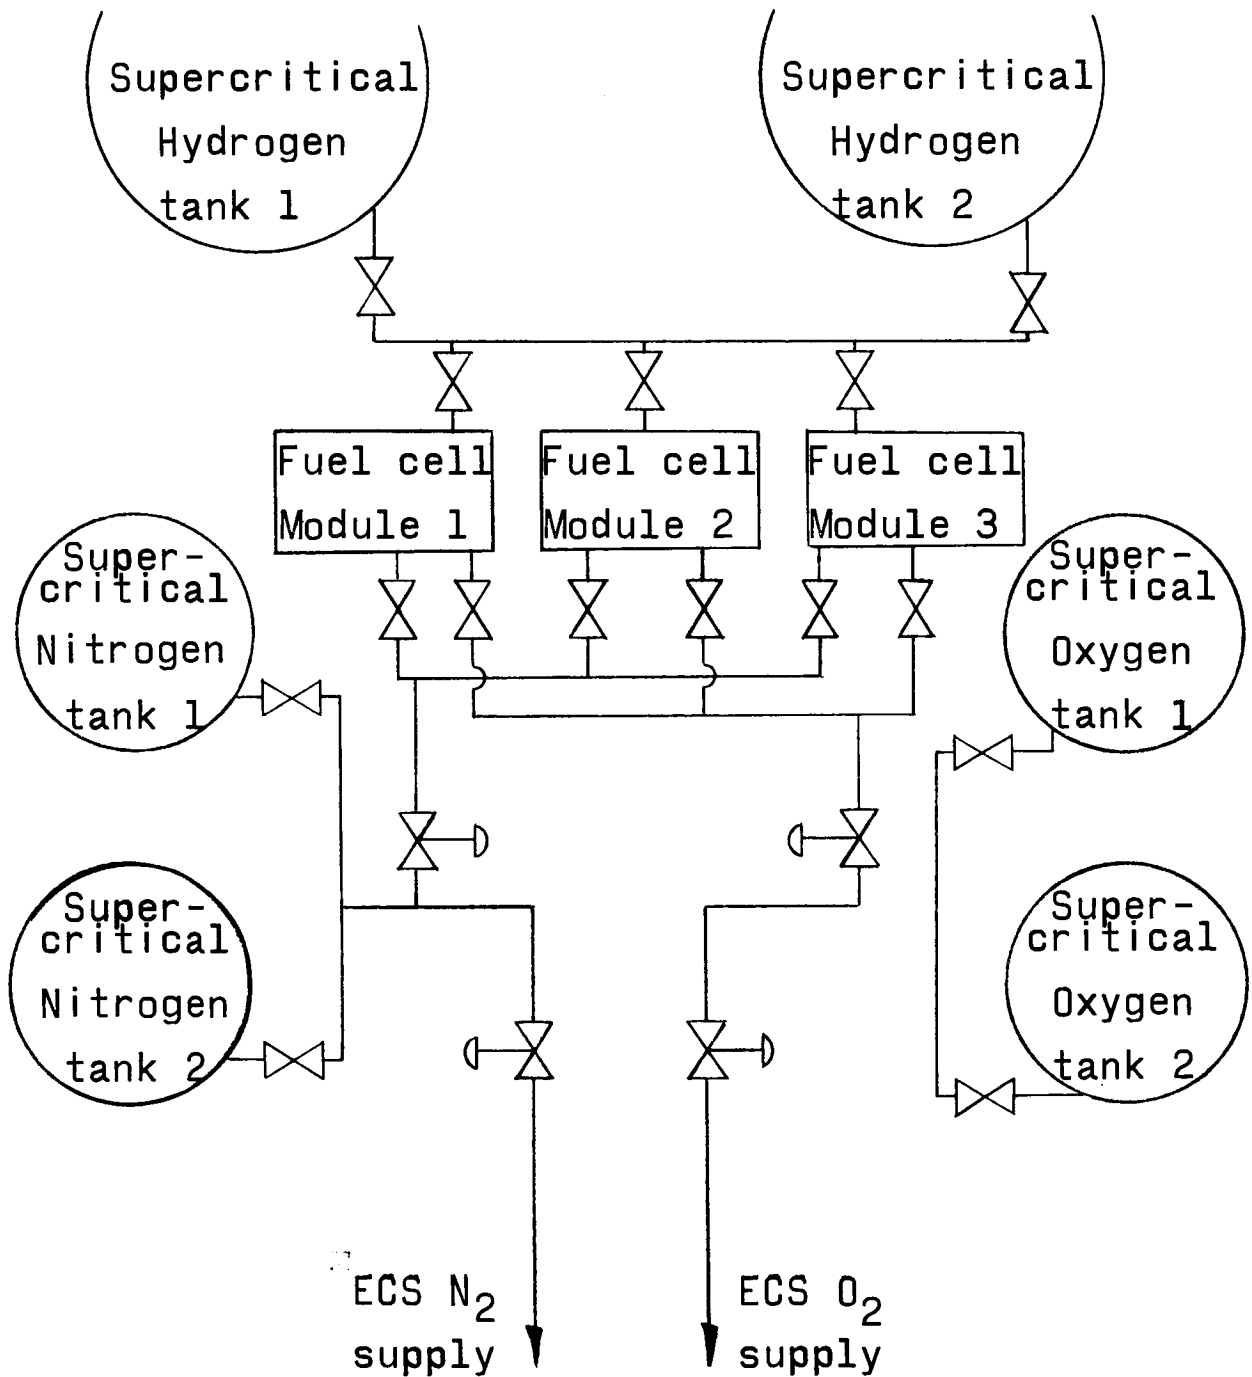 Supercritical
Hydrogen
tank 1
Supercritical
Hydrogen
tank 2
Fuel cell
Module 1
Fuel cell
Module 2
Fuel cell
Module 3
Super-
critical
Nitrogen
tank 1
Super-
critical
Oxygen
tank 1
Super-
critical
Nitrogen
tank 2
Super-
critical
Oxygen
tank 2
ECS N2
supply
ECS O2
supply